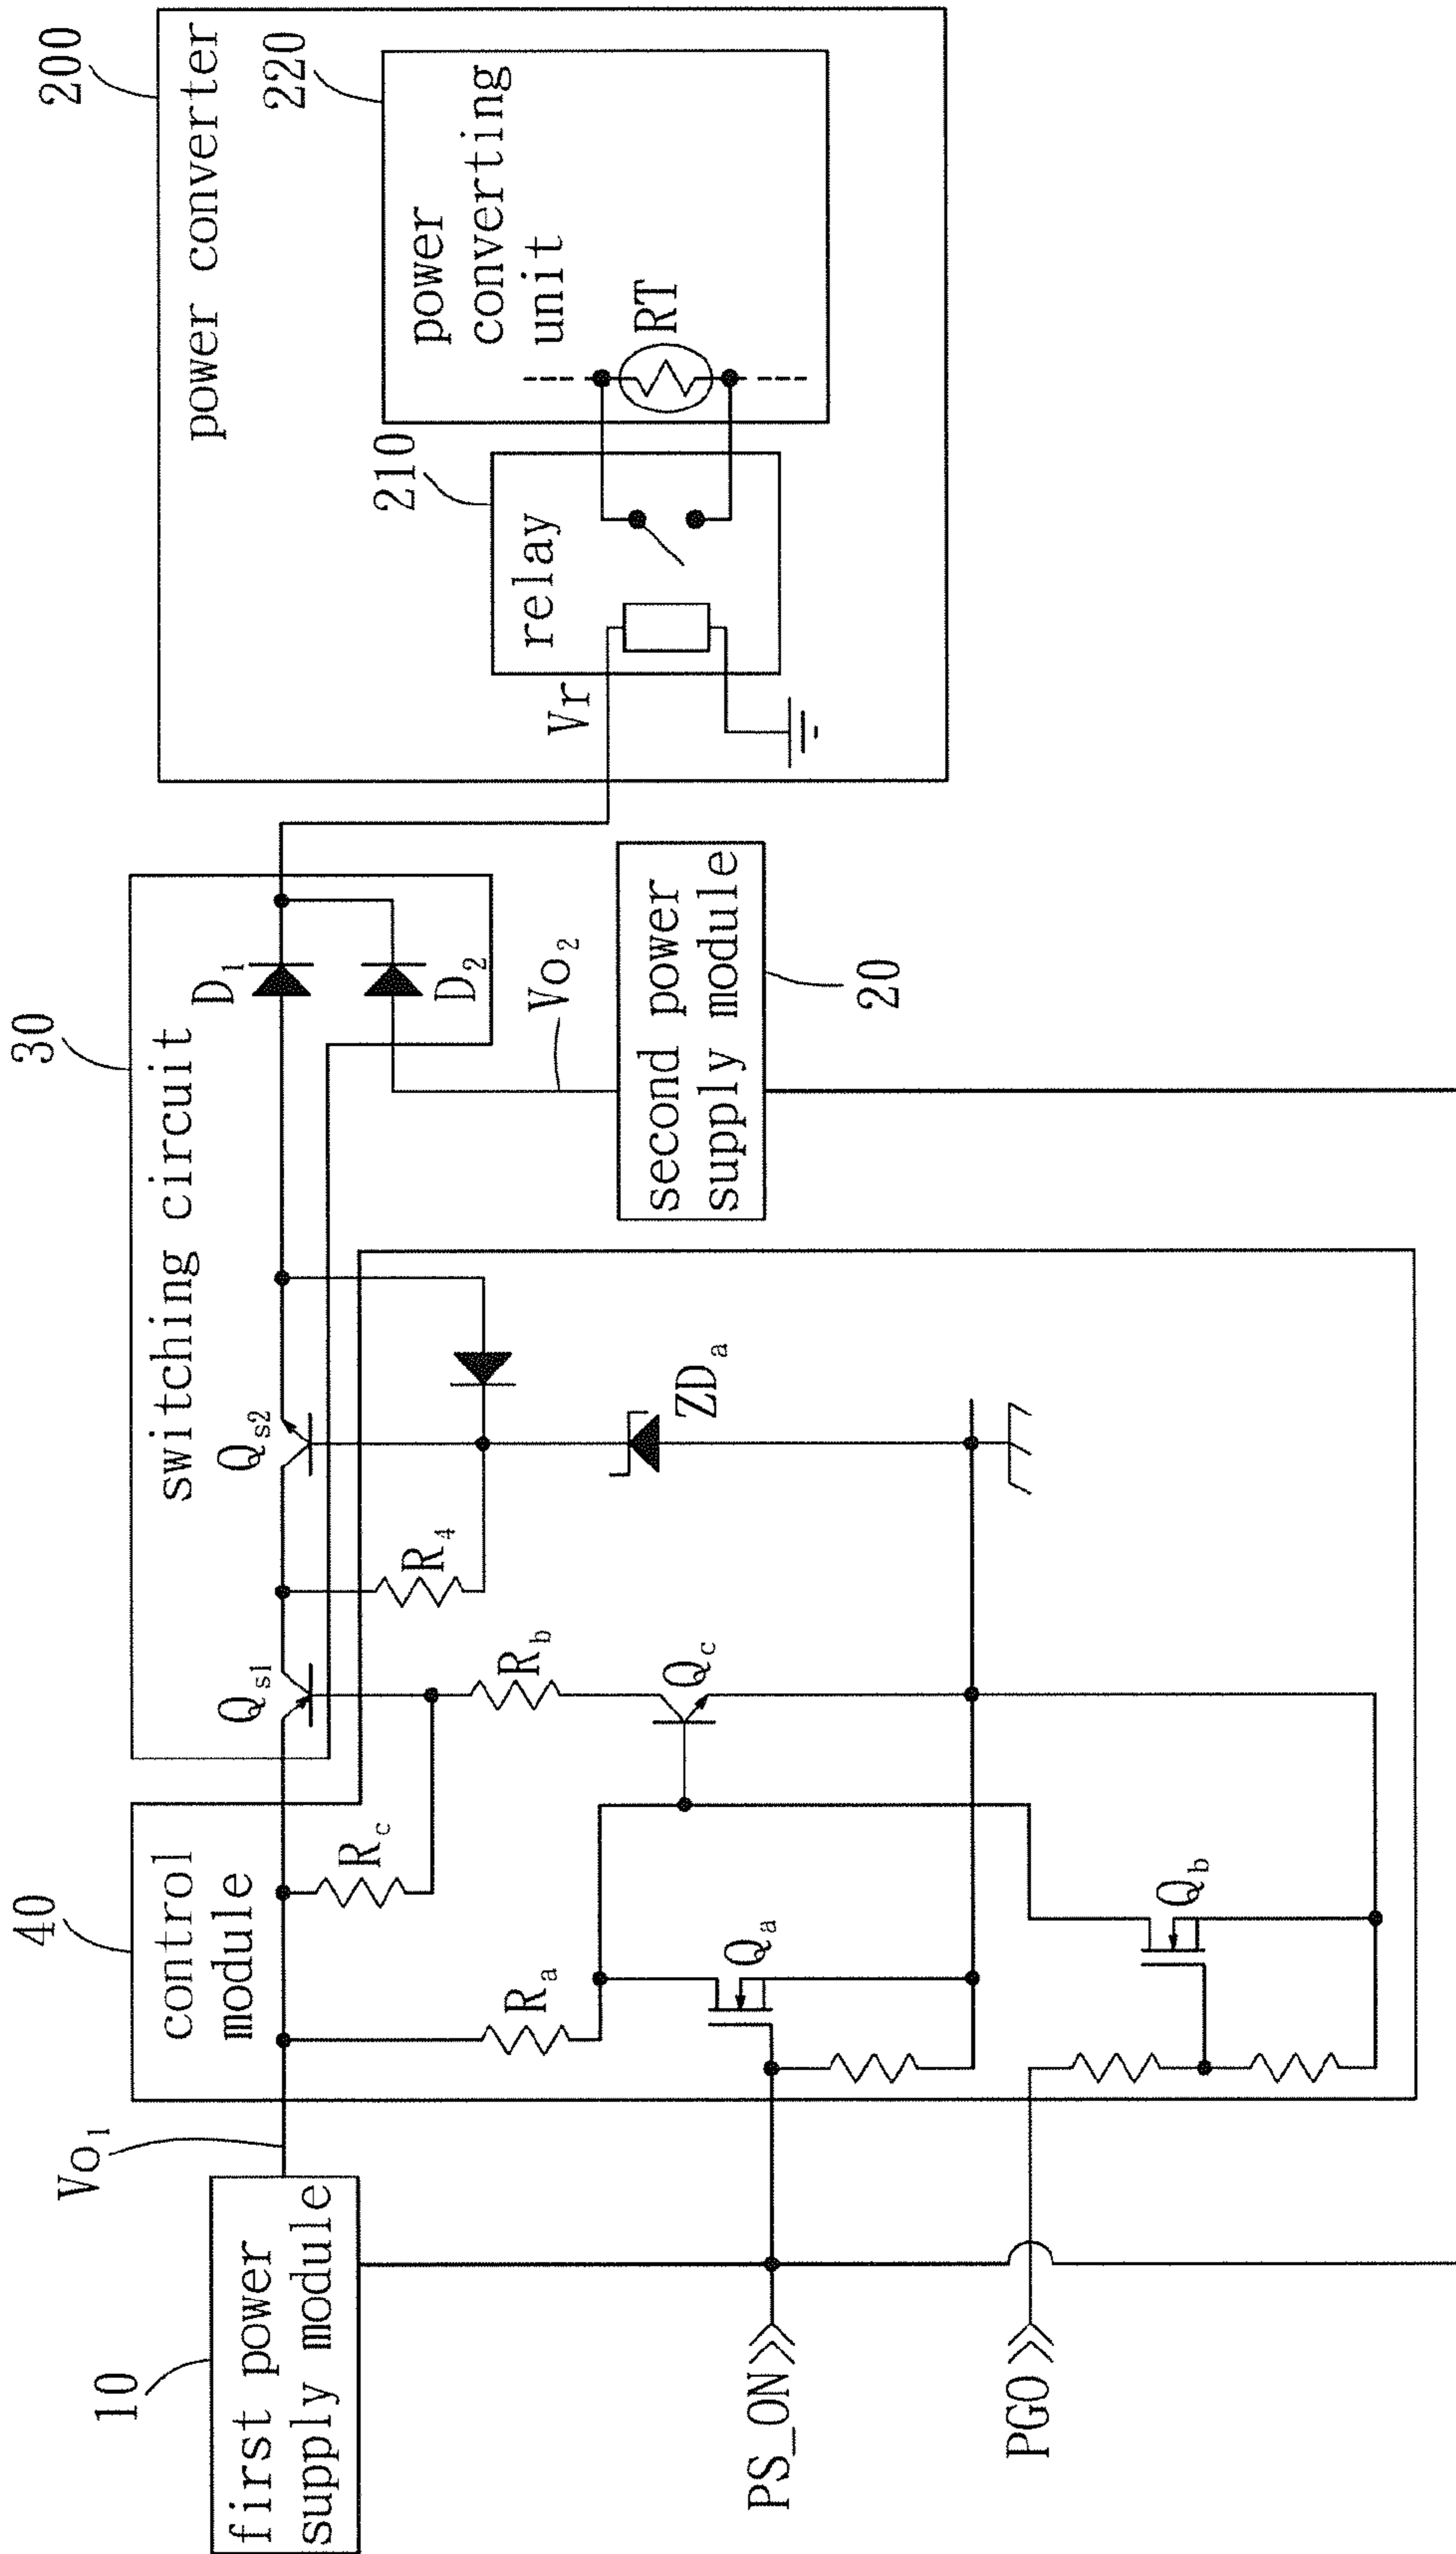 200
power converter
220
power
converting
unit
RT
210
relay
Vr
30
switching circuit
D1
D2
Vo2
second power
supply module
20
Qs1
Qs2
R4
ZDa
40
control
module
Rc
Rb
Qc
Ra
Qa
Qb
Vo1
10
first power
supply module
PS_ON
PGO